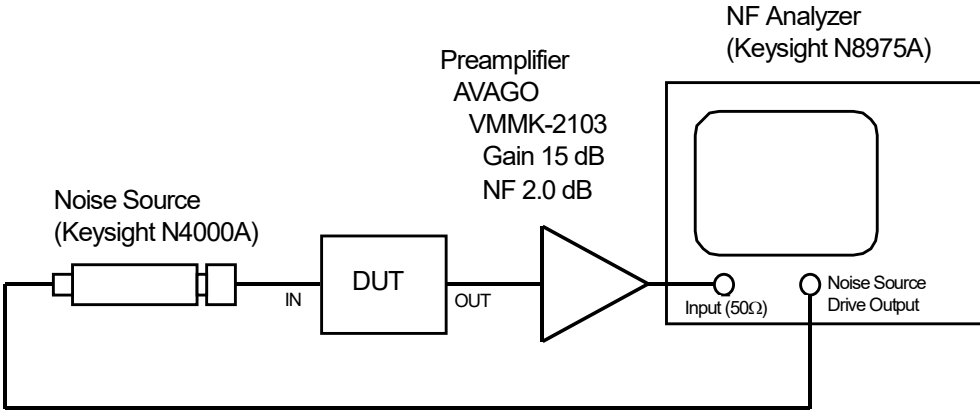 NF Analyzer
(Keysight N8975A)
Preamplifier
AVAGO
VMMK-2103
Gain 15 dB
NF 2.0 dB
Noise Source
(Keysight N4000A)
DUT
IN
OUT
Input (50Ω)
Noise Source
Drive Output